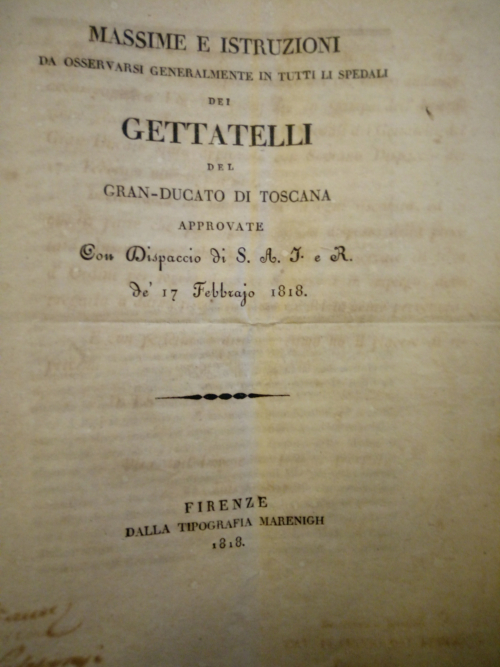 MASSIME E ISTRUZIONI
DA OSSERVARSI GENERALMENTE IN TUTTI LI SPEDALI
DEI
GETTATELLI
DEL
GRAN-DUCATO DI TOSCANA
APPROVATE
Con Dispaccio di S. A. I. e R.
de' 17 Febbrajo 1818.
FIRENZE
DALLA TIPOGRAFIA MARENIGH
1818.